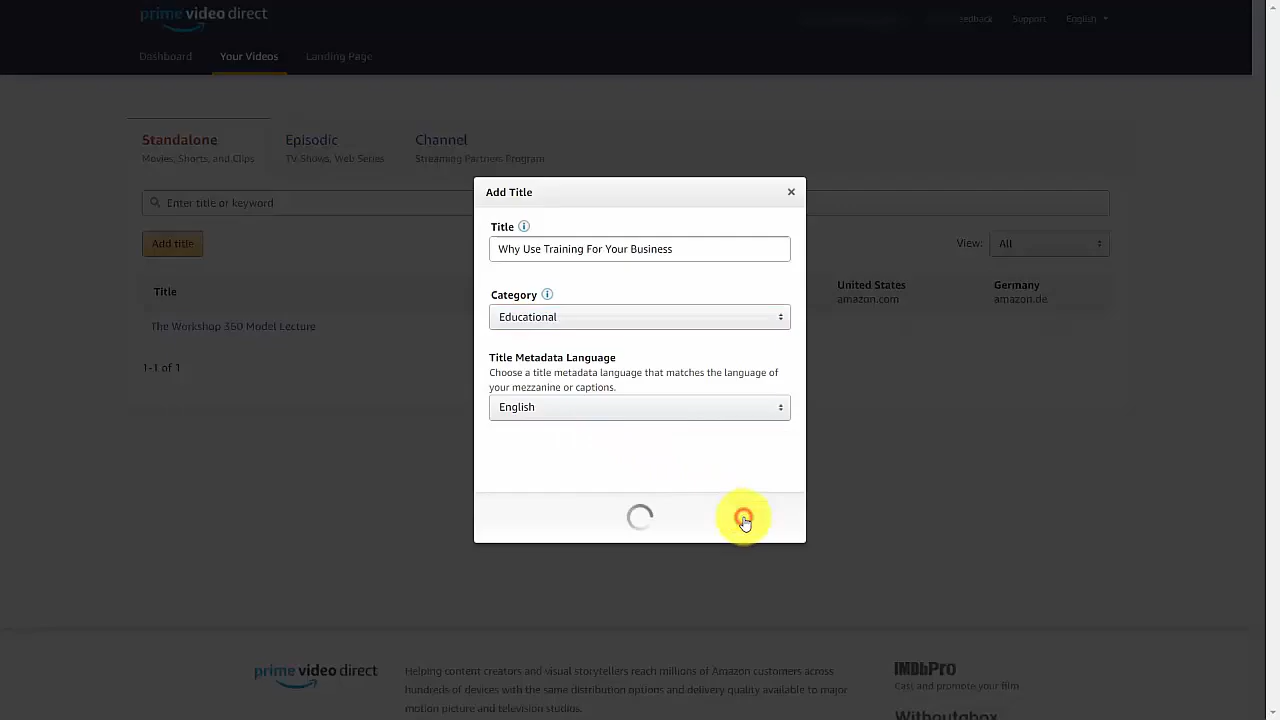 prime video direct
eedback Support English
Dashboard Your Videos Landing Page
Standalone Episodic Channel
Movies, Shorts, and Clips TV Shows, Web Series Streaming Partners Program
Add Title ×
Enter title or keyword
Title
Why Use Training For Your Business
Add title View: All
Title United States Germany
amazon.com amazon.de
Category
Educational
The Workshop 360 Model Lecture
1-1 of 1
Title Metadata Language
Choose a title metadata language that matches the language of
your mezzanine or captions.
English
prime video direct
Helping content creators and visual storytellers reach millions of Amazon customers across
hundreds of devices with the same distribution options and delivery quality available to major
motion picture and television studios.
IMDbPro
Cast and promote your film
Withoutabox